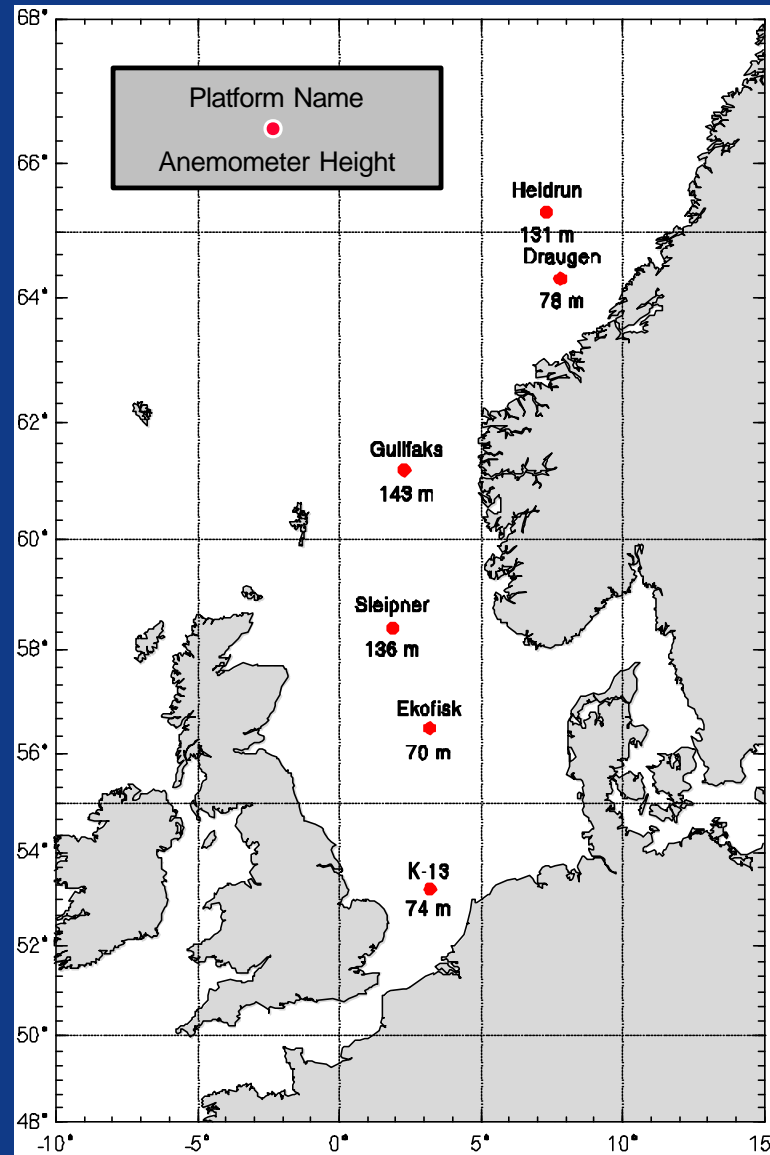 68°
Platform Name
Anemometer Height
66°
Heidrun
131 m
Draugen
78 m
64°
62°
Gullfaks
143 m
60°
Sleipner
136 m
58°
Ekofisk
70 m
56°
54°
K-13
74 m
52°
50°
48°
-10°
-5°
0°
5°
10°
15